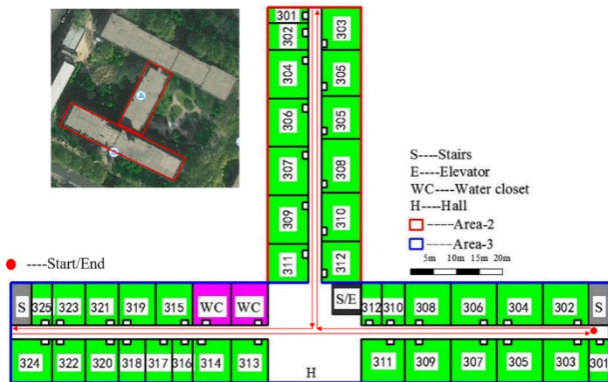 301
302
303
304
305
306
305
307
308
309
310
311
312
S----Stairs
E----Elevator
WC----Water closet
H----Hall
----Area-2
----Area-3
5m 10m 15m 20m
----Start/End
S 325 323 321 319 315 WC WC S/E 312 310 308 306 304 302 S
324 322 320 318 317 316 314 313 H 311 309 307 305 303 301